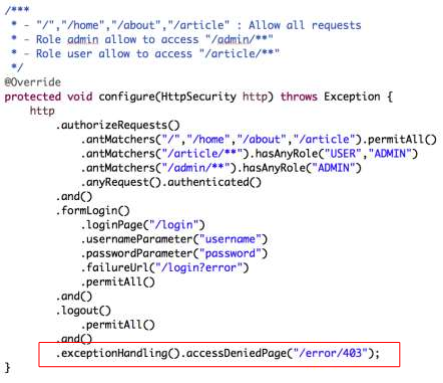 /***
* - "/","/home","/about","/article" : Allow all requests
* - Role admin allow to access "/admin/**"
* - Role user allow to access "/article/**"
*/
@Override
protected void configure(HttpSecurity http) throws Exception {
http
.authorizeRequests()
.antMatchers("/","/home","/about","/article").permitAll()
.antMatchers("/article/**").hasAnyRole("USER","ADMIN")
.antMatchers("/admin/**").hasAnyRole("ADMIN")
.anyRequest().authenticated()
.and()
.formLogin()
.loginPage("/login")
.usernameParameter("username")
.passwordParameter("password")
.failureUrl("/login?error")
.permitAll()
.and()
.logout()
.permitAll()
.and()
.exceptionHandling().accessDeniedPage("/error/403");
}